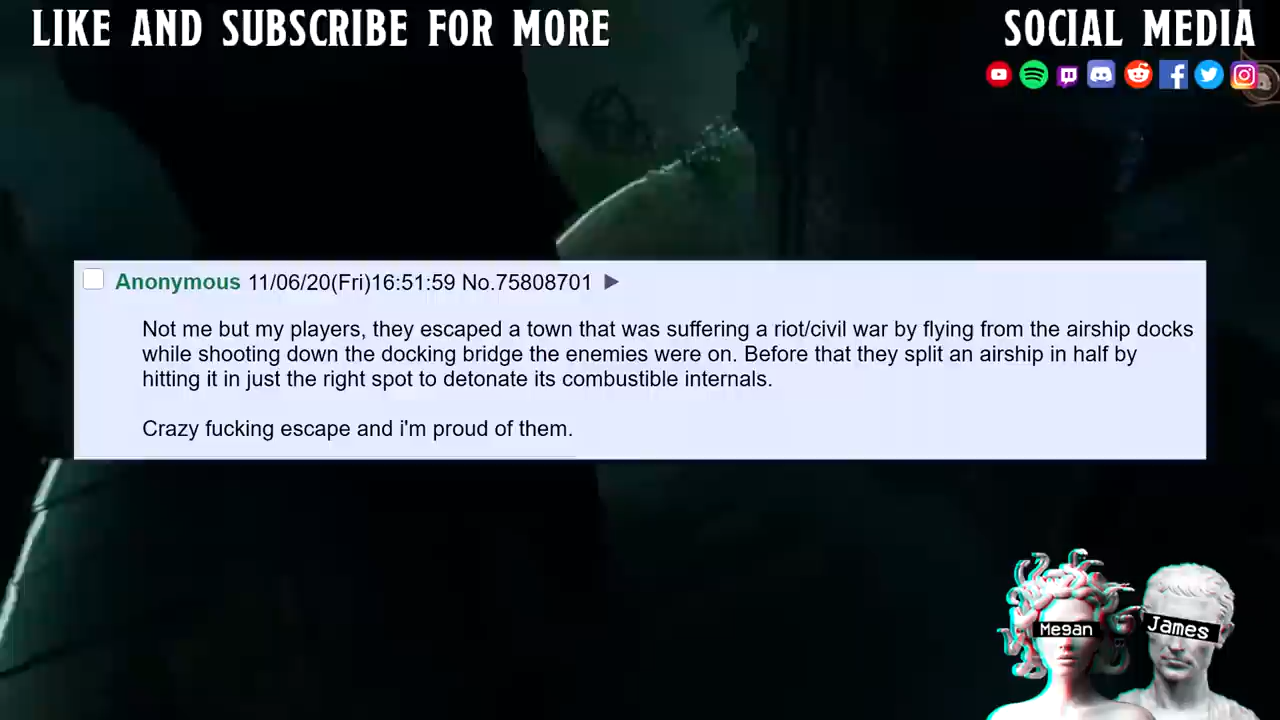 LIKE AND SUBSCRIBE FOR MORE
SOCIAL MEDIA
Anonymous 11/06/20(Fri)16:51:59 No.75808701 ▶
Not me but my players, they escaped a town that was suffering a riot/civil war by flying from the airship docks
while shooting down the docking bridge the enemies were on. Before that they split an airship in half by
hitting it in just the right spot to detonate its combustible internals.
Crazy fucking escape and i'm proud of them.
Megan
James